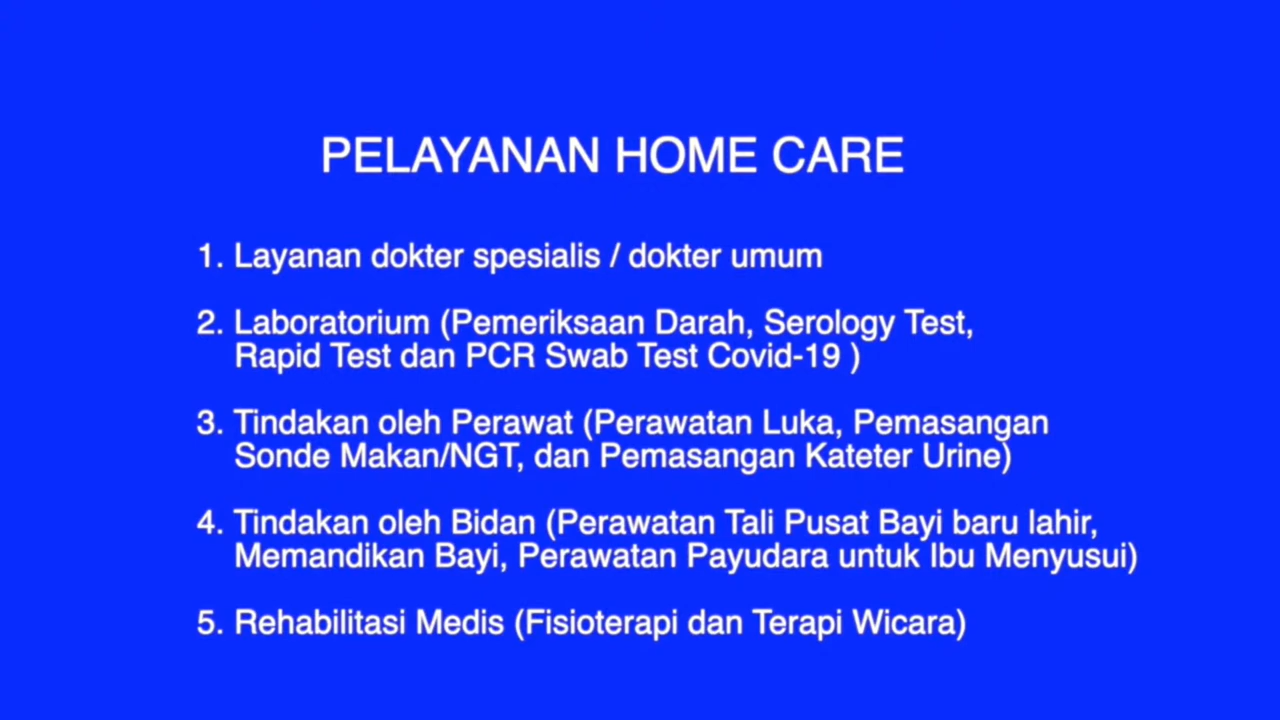 PELAYANAN HOME CARE
1. Layanan dokter spesialis / dokter umum
2. Laboratorium (Pemeriksaan Darah, Serology Test,
Rapid Test dan PCR Swab Test Covid-19 )
3. Tindakan oleh Perawat (Perawatan Luka, Pemasangan
Sonde Makan/NGT, dan Pemasangan Kateter Urine)
4. Tindakan oleh Bidan (Perawatan Tali Pusat Bayi baru lahir,
Memandikan Bayi, Perawatan Payudara untuk Ibu Menyusui)
5. Rehabilitasi Medis (Fisioterapi dan Terapi Wicara)